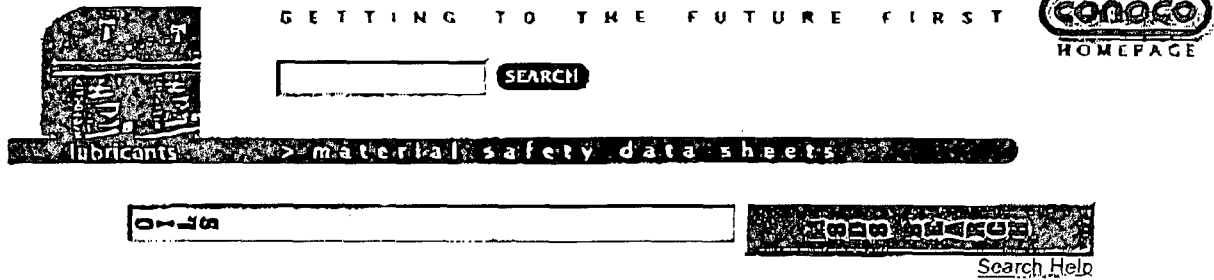 GETTING TO THE FUTURE FIRST
conoco
HOMEPAGE
SEARCH
lubricants > material safety data sheets
OILS
MSDS SEARCH
Search Help